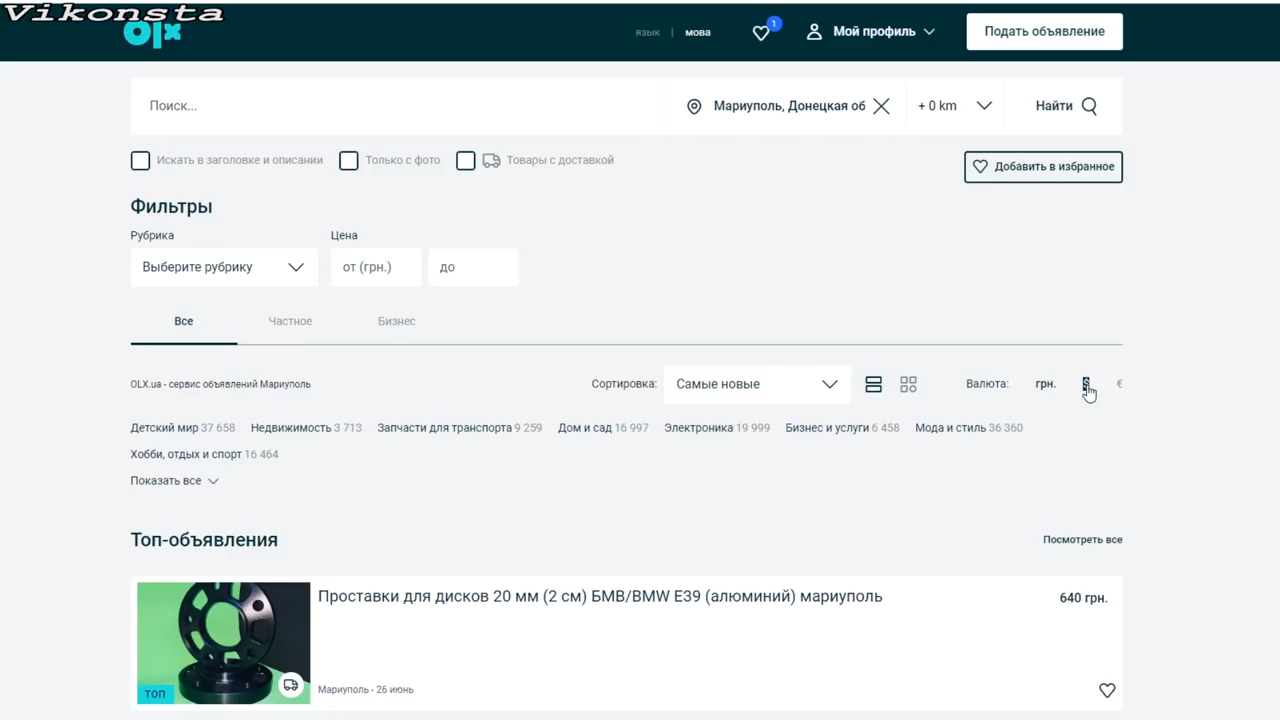 Vikonsta
olx
язык | мова
1
Мой профиль
Подать объявление
Поиск...
Мариуполь, Донецкая об
+ 0 km
Найти
Искать в заголовке и описании
Только с фото
Товары с доставкой
Добавить в избранное
Фильтры
Рубрика
Цена
Выберите рубрику
от (грн.)
до
Все
Частное
Бизнес
OLX.ua - сервис объявлений Мариуполь
Сортировка:
Самые новые
Валюта:
грн.
$
€
Детский мир 37 658 Недвижимость 3 713 Запчасти для транспорта 9 259 Дом и сад 16 997 Электроника 19 999 Бизнес и услуги 6 458 Мода и стиль 36 360
Хобби, отдых и спорт 16 464
Показать все
Топ-объявления
Посмотреть все
Проставки для дисков 20 мм (2 см) БМВ/BMW E39 (алюминий) мариуполь
640 грн.
ТОП
Мариуполь - 26 июнь